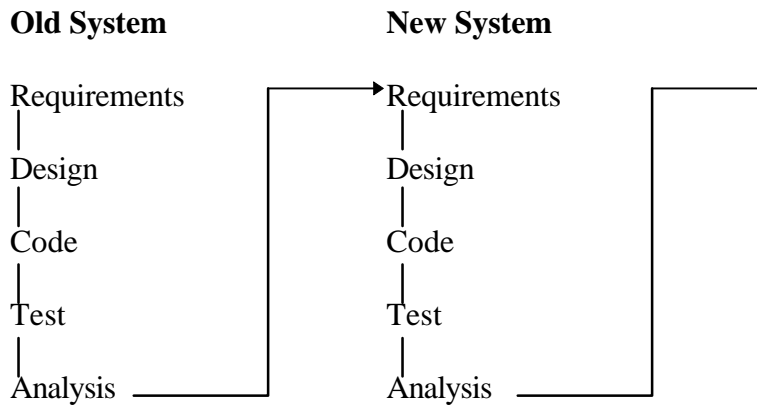 Old System
New System
Requirements
Requirements
Design
Design
Code
Code
Test
Test
Analysis
Analysis